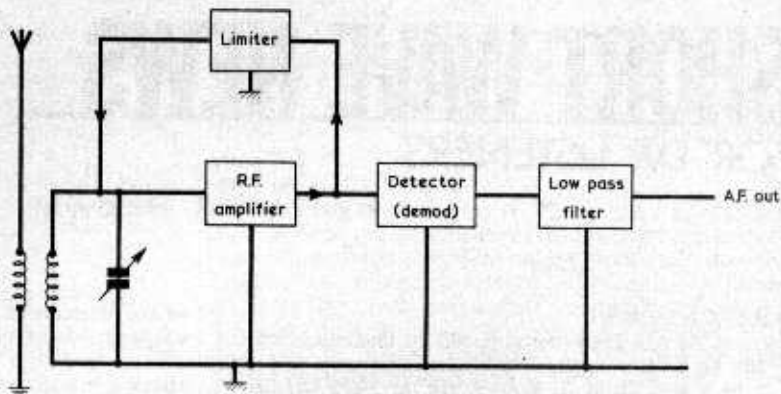 Limiter
R.F.
amplifier
Detector
(demod)
Low pass
filter
A.F. out